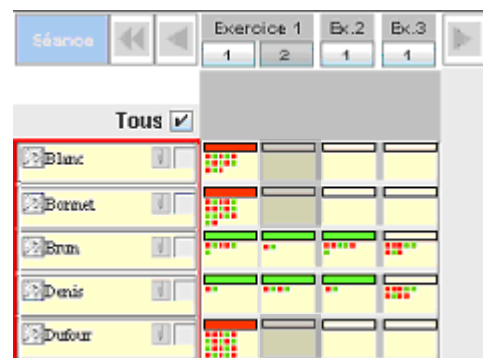 Séance Exercice 1 Ex.2 Ex.3
1 2 1 1
Tous
Blanc
Bonnet
Brun
Denis
Dufour